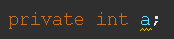 private int a;